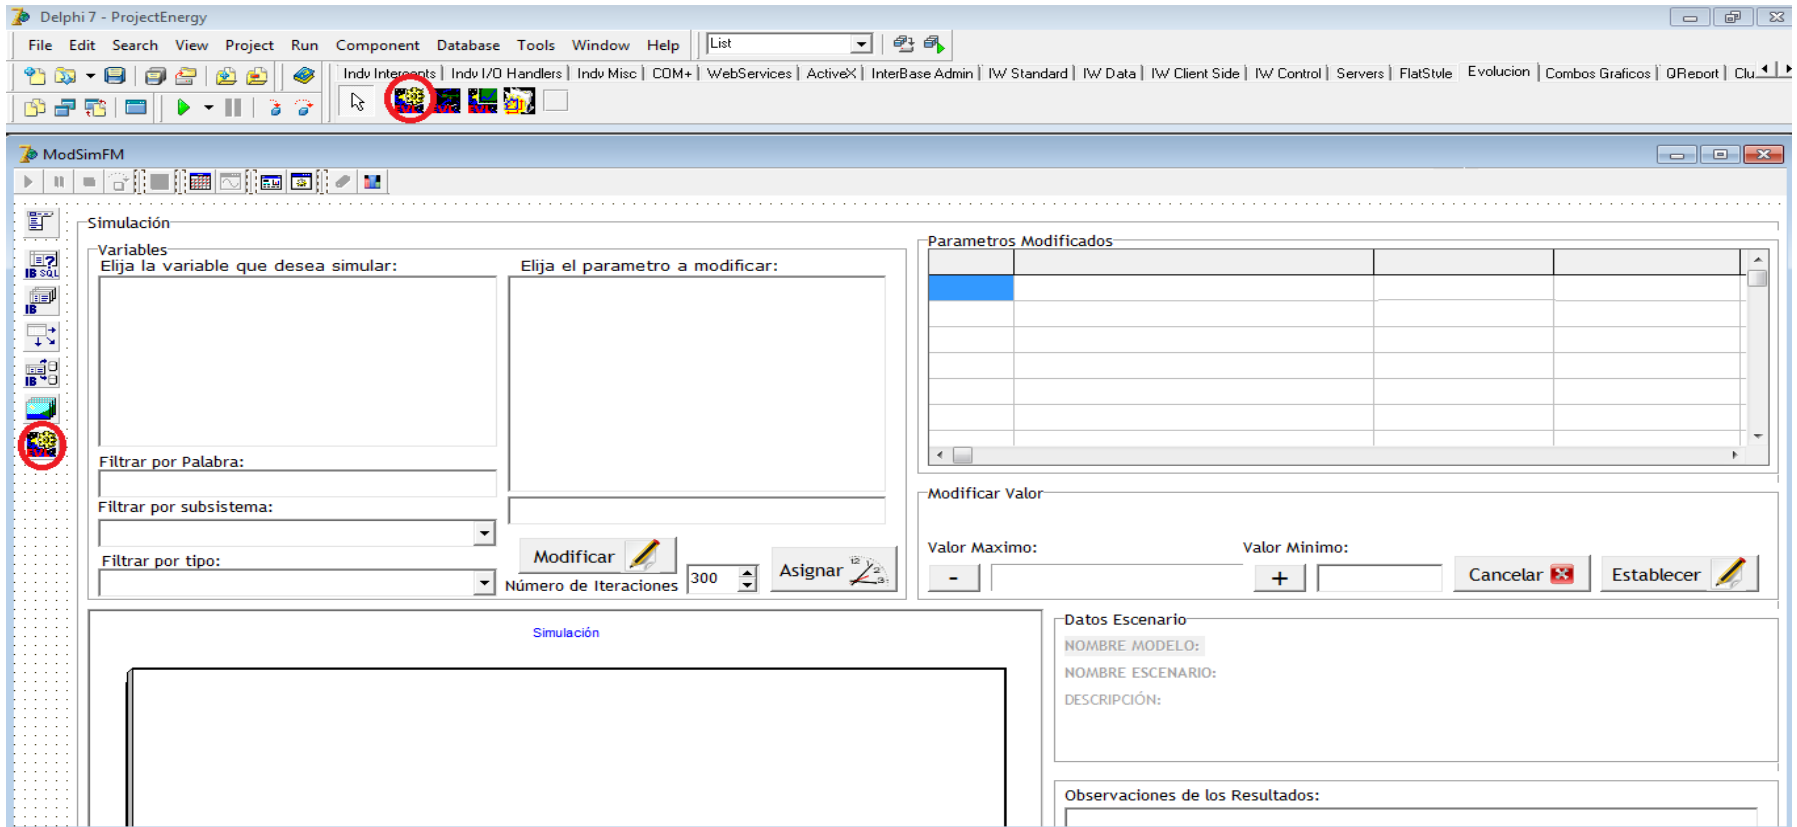 Delphi 7 - ProjectEnergy
File Edit Search View Project Run Component Database Tools Window Help List
Indy Intercepts Indy I/O Handlers Indy Misc COM+ WebServices ActiveX InterBase Admin IW Standard IW Data IW Client Side IW Control Servers FlatStyle Evolucion Combos Graficos QReport Clu
ModSimFM
Simulación
Variables
Elija la variable que desea simular:
Elija el parametro a modificar:
Parametros Modificados
IB SQL
IB
IB
Filtrar por Palabra:
Filtrar por subsistema:
Filtrar por tipo:
Modificar
Número de Iteraciones 300
Asignar
Modificar Valor
Valor Maximo:
Valor Minimo:
-
+
Cancelar
Establecer
Simulación
Datos Escenario
NOMBRE MODELO:
NOMBRE ESCENARIO:
DESCRIPCIÓN:
Observaciones de los Resultados: